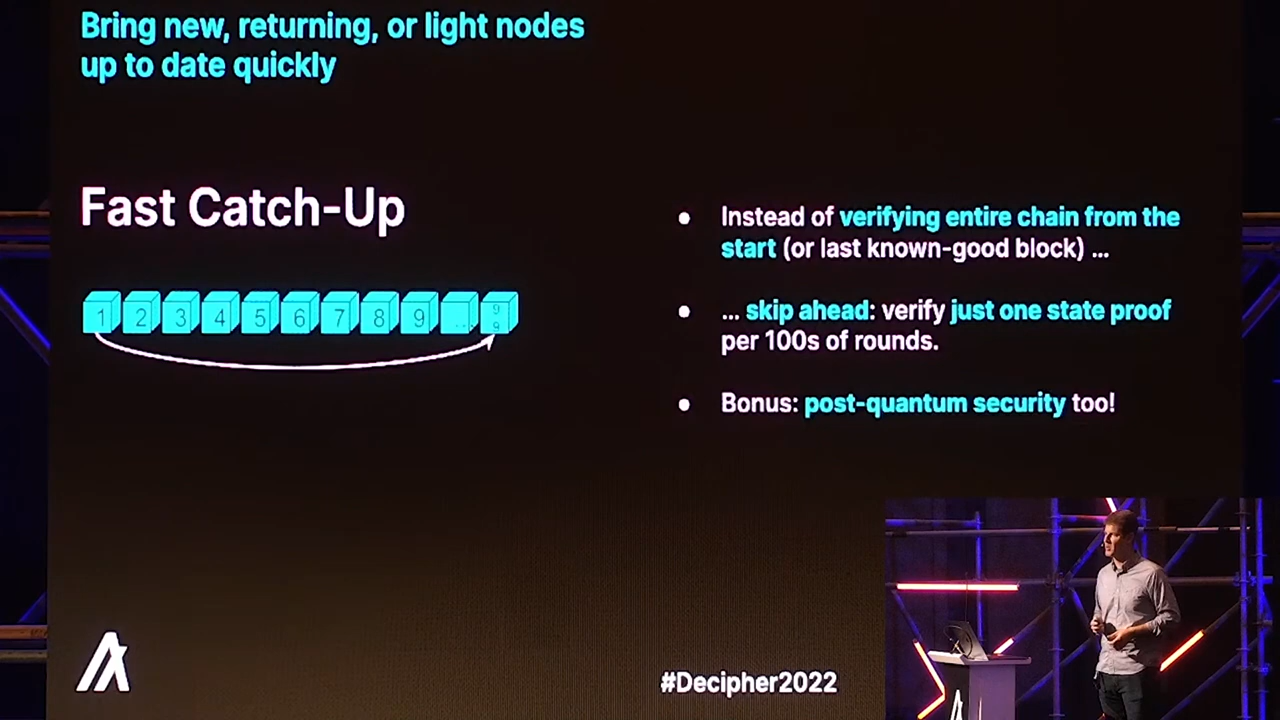 Bring new, returning, or light nodes
up to date quickly
Fast Catch-Up
1 2 3 4 5 6 7 8 9 ... 99
Instead of verifying entire chain from the
start (or last known-good block) ...
... skip ahead: verify just one state proof
per 100s of rounds.
Bonus: post-quantum security too!
#Decipher2022